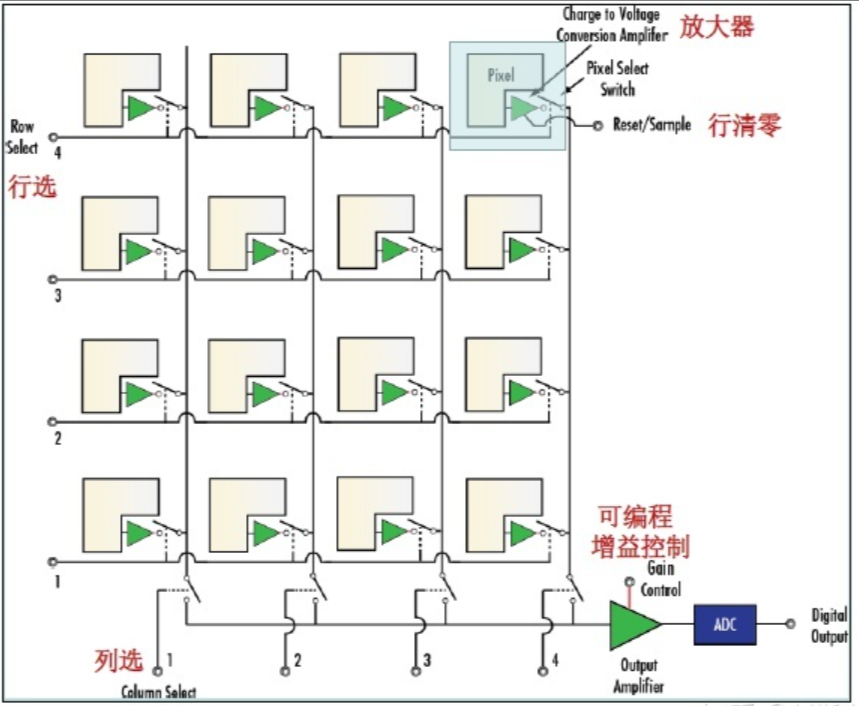 Charge to Voltage
Conversion Amplifer
放大器
Pixel
Pixel Select
Switch
Row
Select
4
Reset/Sample
行清零
行选
3
2
1
可编程
增益控制
Gain
Control
ADC
Digital
Output
列选
1
2
3
4
Output
Amplifier
Column Select